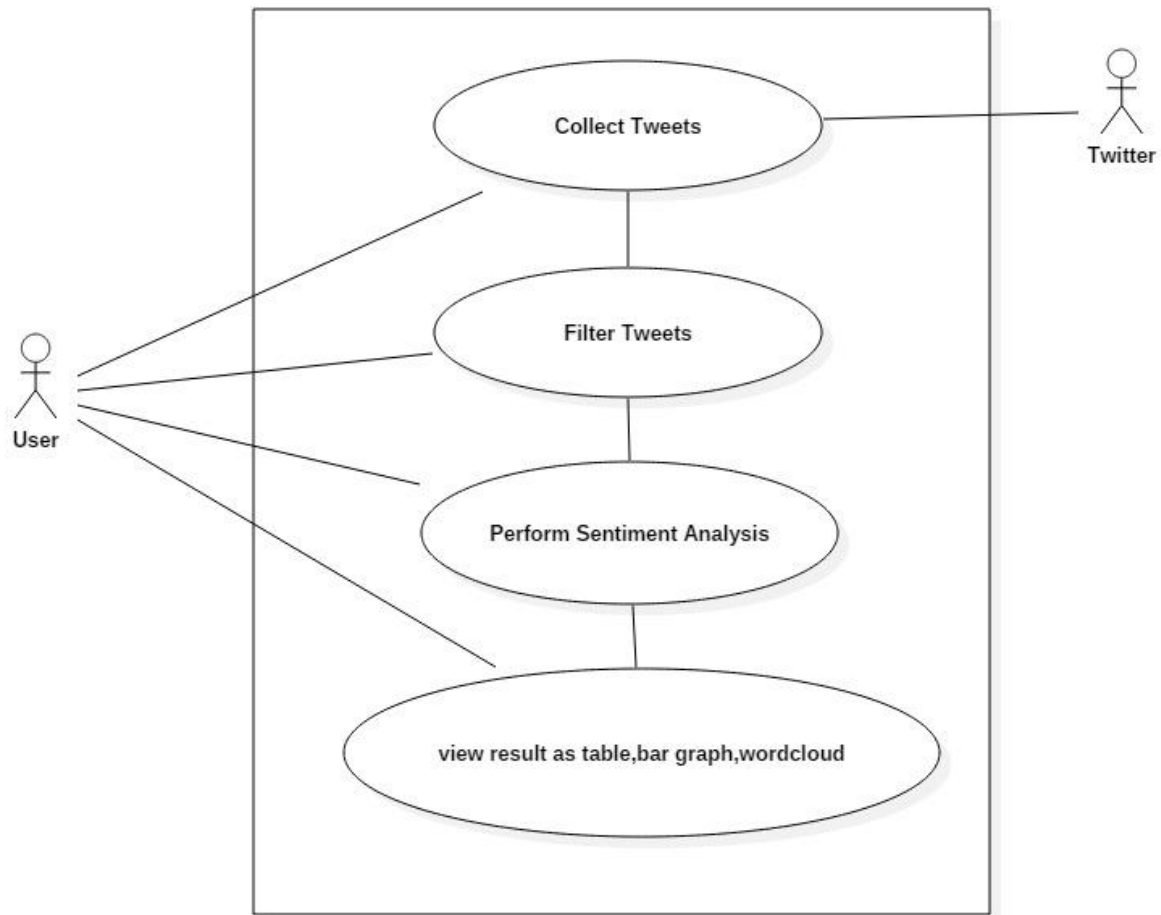 Collect Tweets
Twitter
Filter Tweets
User
Perform Sentiment Analysis
view result as table,bar graph,wordcloud